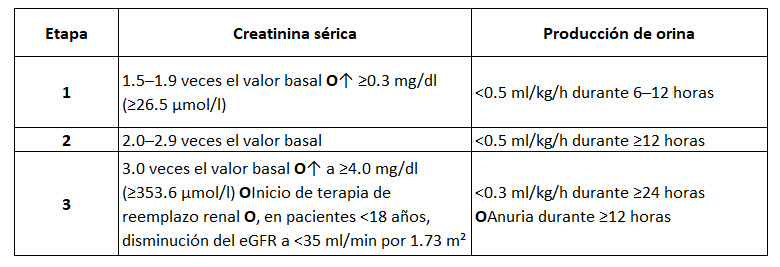 Etapa
Creatinina sérica
Producción de orina
1
1.5–1.9 veces el valor basal O↑ ≥0.3 mg/dl
(≥26.5 μmol/l)
<0.5 ml/kg/h durante 6–12 horas
2
2.0–2.9 veces el valor basal
<0.5 ml/kg/h durante ≥12 horas
3
3.0 veces el valor basal O↑ a ≥4.0 mg/dl
(≥353.6 μmol/l) OInicio de terapia de
reemplazo renal O, en pacientes <18 años,
disminución del eGFR a <35 ml/min por 1.73 m²
<0.3 ml/kg/h durante ≥24 horas
OAnuria durante ≥12 horas